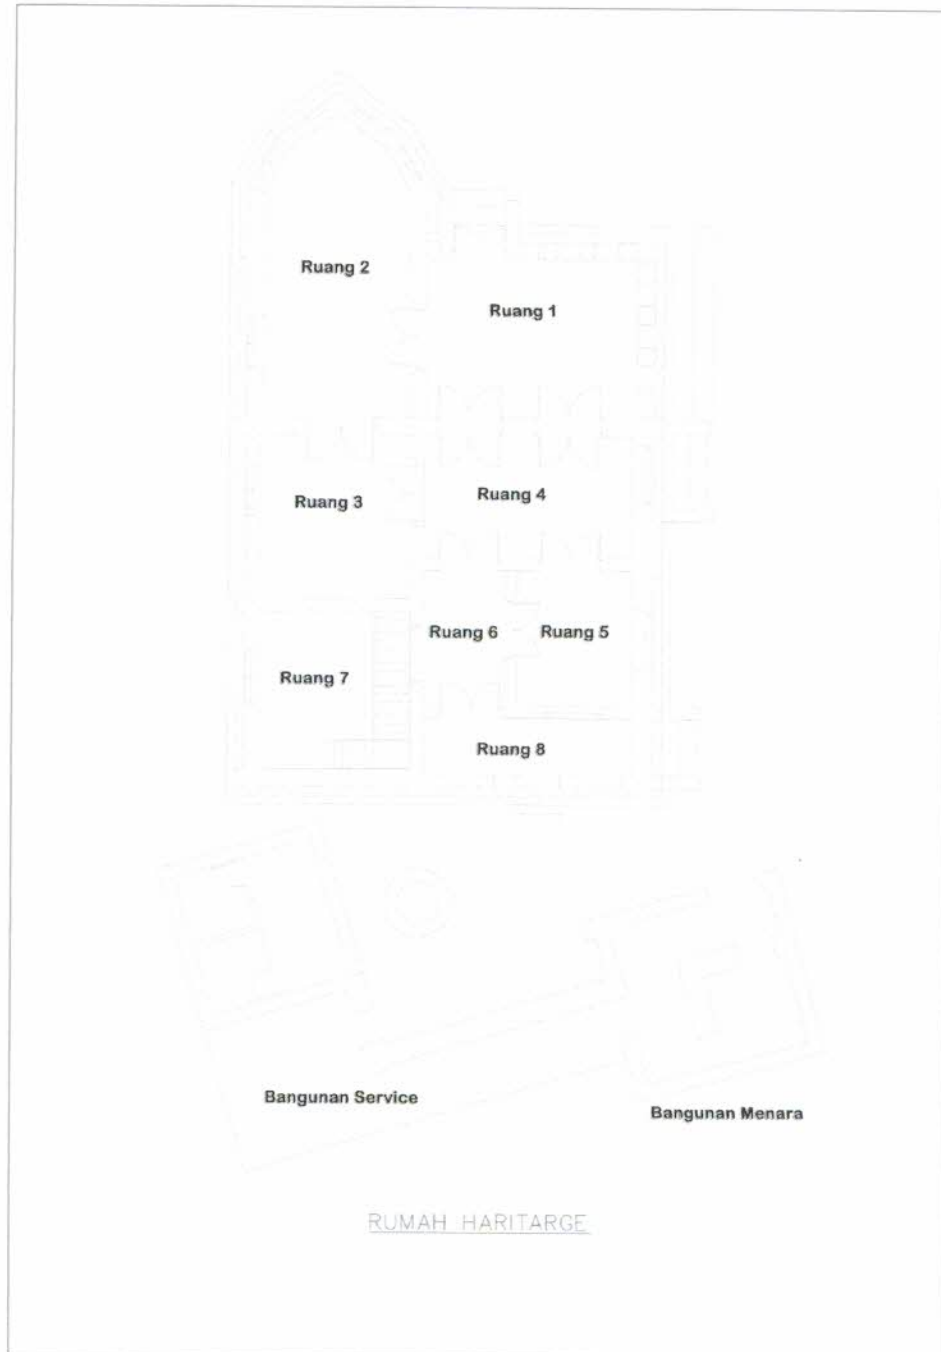 Ruang 2
Ruang 1
Ruang 3
Ruang 4
Ruang 6
Ruang 5
Ruang 7
Ruang 8
Bangunan Service
Bangunan Menara
RUMAH HARITARGE